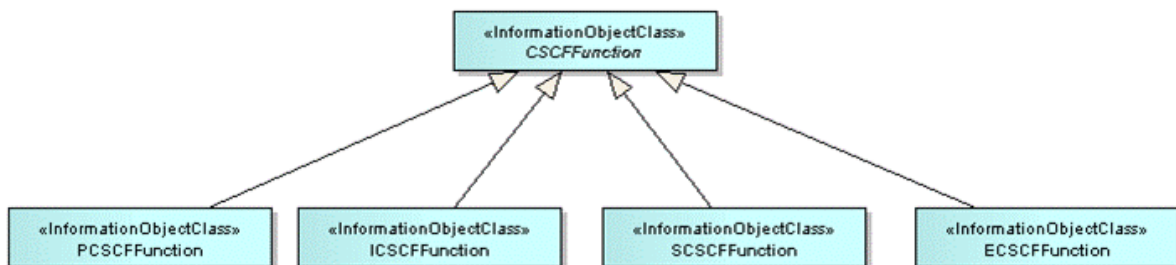 «InformationObjectClass»
CSCFFunction
«InformationObjectClass»
PCSCFFunction
«InformationObjectClass»
ICSCFFunction
«InformationObjectClass»
SCSCFFunction
«InformationObjectClass»
ECSCFFunction